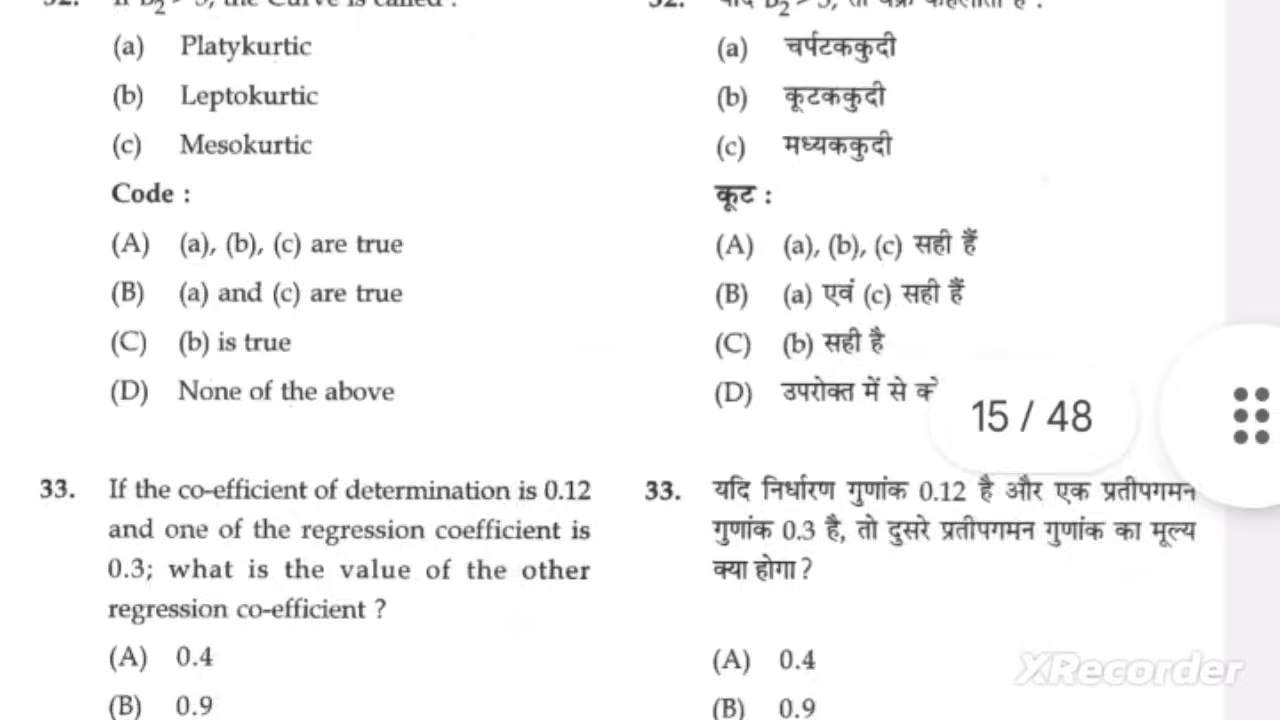 (a) Platykurtic
(b) Leptokurtic
(c) Mesokurtic
Code :
(A) (a), (b), (c) are true
(B) (a) and (c) are true
(C) (b) is true
(D) None of the above
33. If the co-efficient of determination is 0.12
and one of the regression coefficient is
0.3; what is the value of the other
regression co-efficient ?
(A) 0.4
(B) 0.9
(a) चर्पटककुदी
(b) कूटककुदी
(c) मध्यककुदी
कूट :
(A) (a), (b), (c) सही हैं
(B) (a) एवं (c) सही हैं
(C) (b) सही है
(D) उपरोक्त में से
15 / 48
33. यदि निर्धारण गुणांक 0.12 है और एक प्रतीपगमन
गुणांक 0.3 है, तो दुसरे प्रतीपगमन गुणांक का मूल्य
क्या होगा ?
(A) 0.4
(B) 0.9
XRecorder